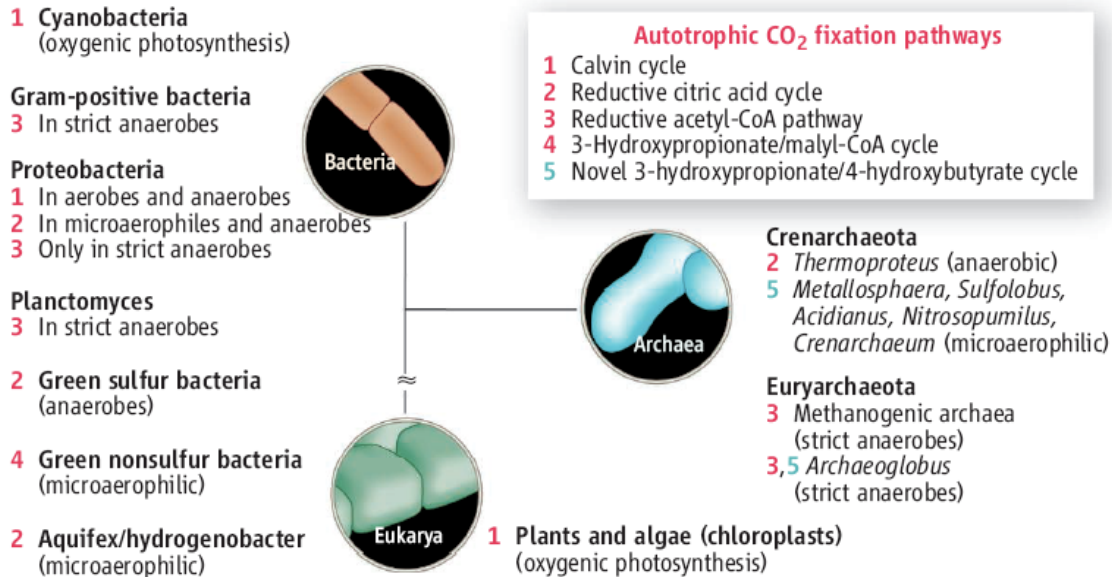 1 Cyanobacteria
(oxygenic photosynthesis)
Gram-positive bacteria
3 In strict anaerobes
Proteobacteria
1 In aerobes and anaerobes
2 In microaerophiles and anaerobes
3 Only in strict anaerobes
Planctomyces
3 In strict anaerobes
2 Green sulfur bacteria
(anaerobes)
4 Green nonsulfur bacteria
(microaerophilic)
2 Aquifex/hydrogenobacter
(microaerophilic)
Bacteria
Autotrophic CO₂ fixation pathways
1 Calvin cycle
2 Reductive citric acid cycle
3 Reductive acetyl-CoA pathway
4 3-Hydroxypropionate/malyl-CoA cycle
5 Novel 3-hydroxypropionate/4-hydroxybutyrate cycle
Archaea
Crenarchaeota
2 Thermoproteus (anaerobic)
5 Metallosphaera, Sulfolobus,
Acidianus, Nitrosopumilus,
Crenarchaeum (microaerophilic)
Euryarchaeota
3 Methanogenic archaea
(strict anaerobes)
3,5 Archaeoglobus
(strict anaerobes)
≈
Eukarya
1 Plants and algae (chloroplasts)
(oxygenic photosynthesis)